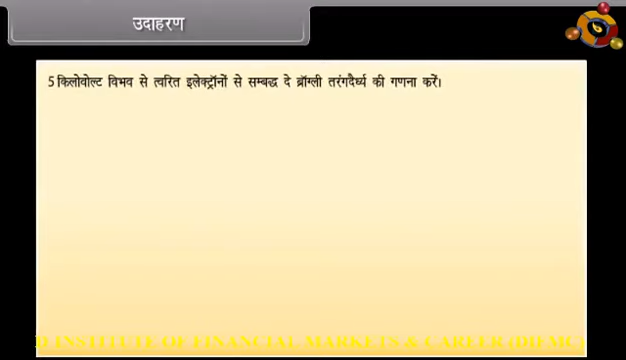 उदाहरण
5 किलोवोल्ट विभव से त्वरित इलेक्ट्रॉनों से सम्बद्ध दे ब्रॉग्ली तरंगदैर्ध्य की गणना करें।
D INSTITUTE OF FINANCIAL MARKETS & CAREER (DIFMC)